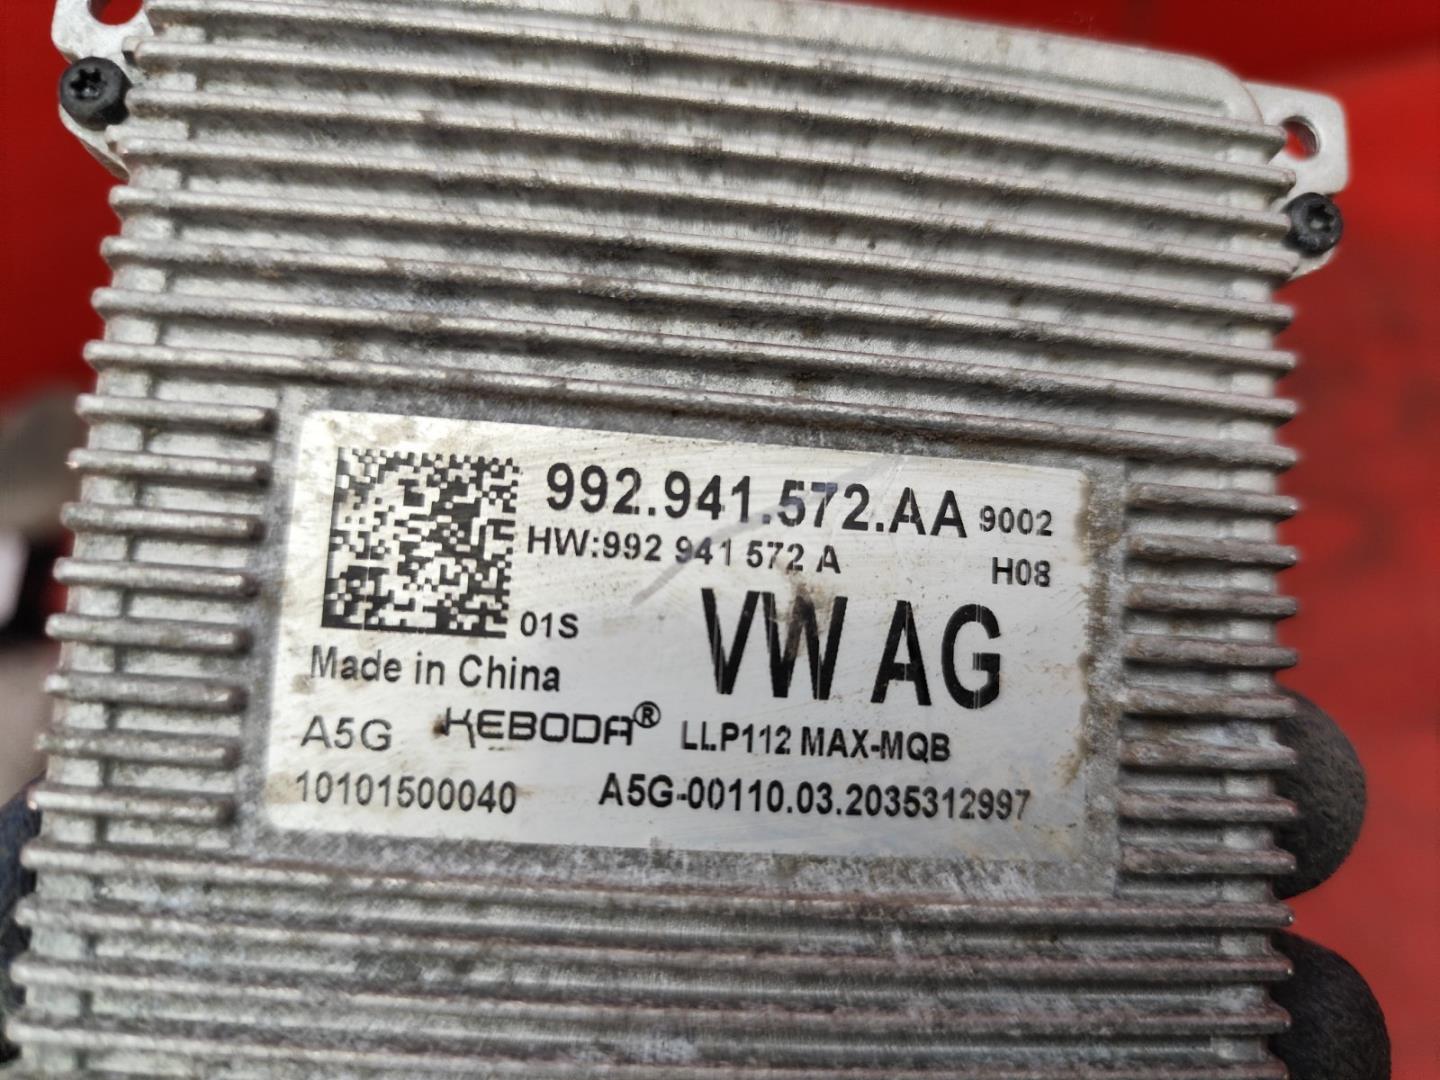 992.941.572.AA 9002
HW:992 941 572 A H08
01S VW AG
Made in China
A5G KEBODA® LLP112 MAX-MQB
10101500040 A5G-00110.03.2035312997